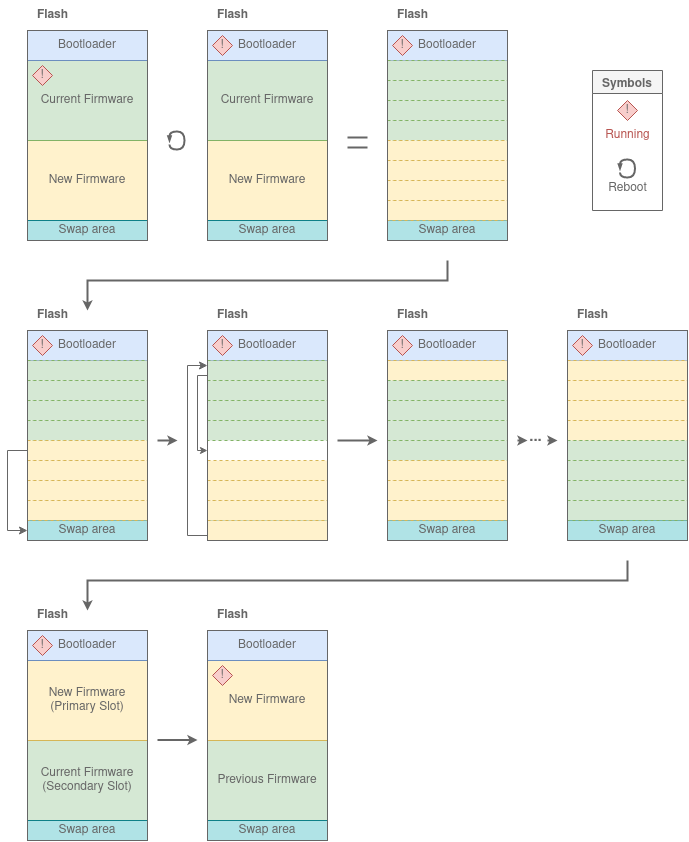 Flash
Flash
Flash
Bootloader
! Bootloader
! Bootloader
!
Current Firmware
Current Firmware
New Firmware
New Firmware
Swap area
Swap area
Swap area
Symbols
!
Running
Reboot
Flash
Flash
Flash
Flash
! Bootloader
! Bootloader
! Bootloader
! Bootloader
...
Swap area
Swap area
Swap area
Flash
Flash
! Bootloader
Bootloader
New Firmware
(Primary Slot)
!
New Firmware
Current Firmware
(Secondary Slot)
Previous Firmware
Swap area
Swap area